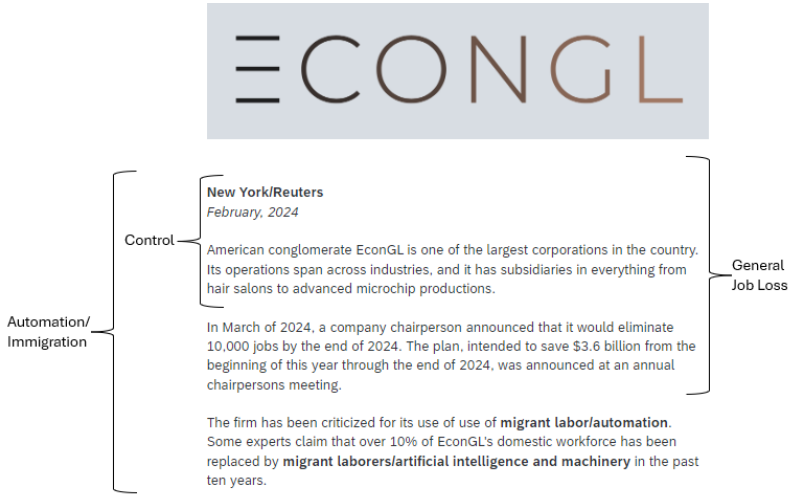 ECONGL
New York/Reuters
February, 2024
Control
American conglomerate EconGL is one of the largest corporations in the country.
Its operations span across industries, and it has subsidiaries in everything from
hair salons to advanced microchip productions.
General
Job Loss
Automation/
Immigration
In March of 2024, a company chairperson announced that it would eliminate
10,000 jobs by the end of 2024. The plan, intended to save $3.6 billion from the
beginning of this year through the end of 2024, was announced at an annual
chairpersons meeting.
The firm has been criticized for its use of use of migrant labor/automation.
Some experts claim that over 10% of EconGL's domestic workforce has been
replaced by migrant laborers/artificial intelligence and machinery in the past
ten years.